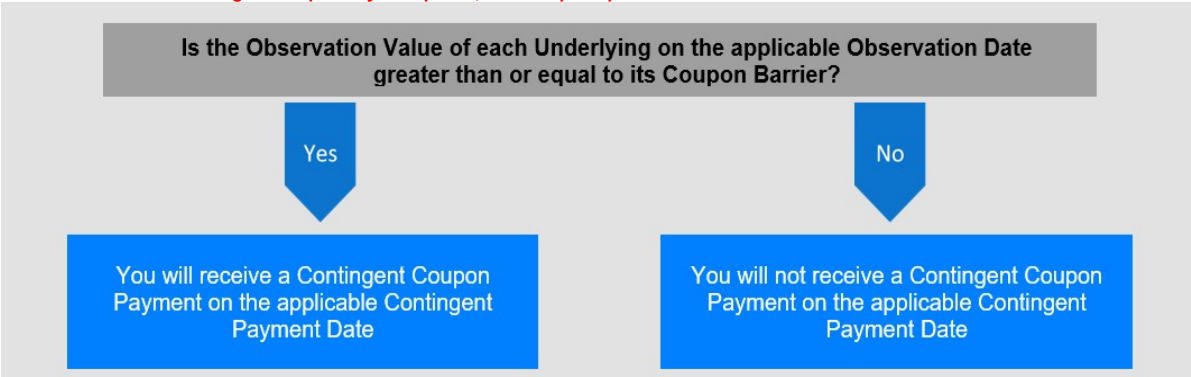 Is the Observation Value of each Underlying on the applicable Observation Date
greater than or equal to its Coupon Barrier?
Yes
No
You will receive a Contingent Coupon
Payment on the applicable Contingent
Payment Date
You will not receive a Contingent Coupon
Payment on the applicable Contingent
Payment Date